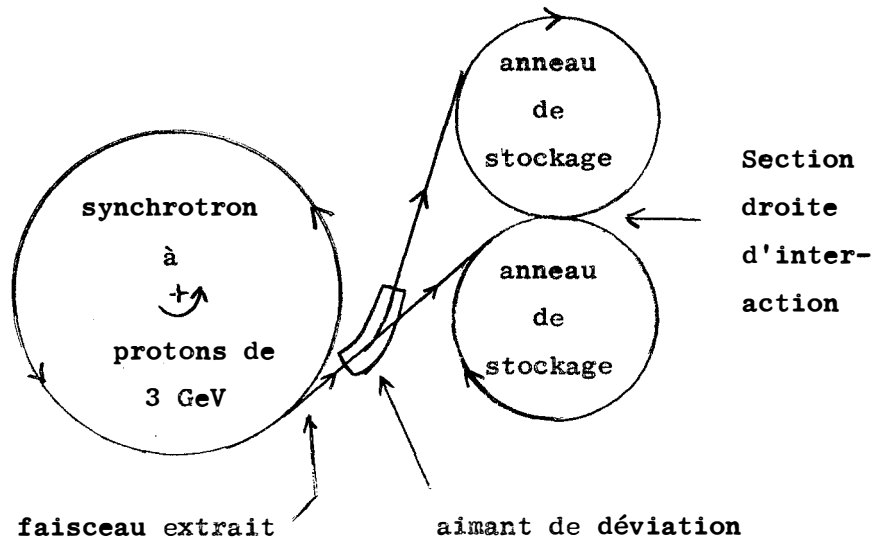 anneau
de
stockage
Section
droite
d'inter-
action
synchrotron
à
protons de
3 GeV
anneau
de
stockage
faisceau extrait
aimant de déviation